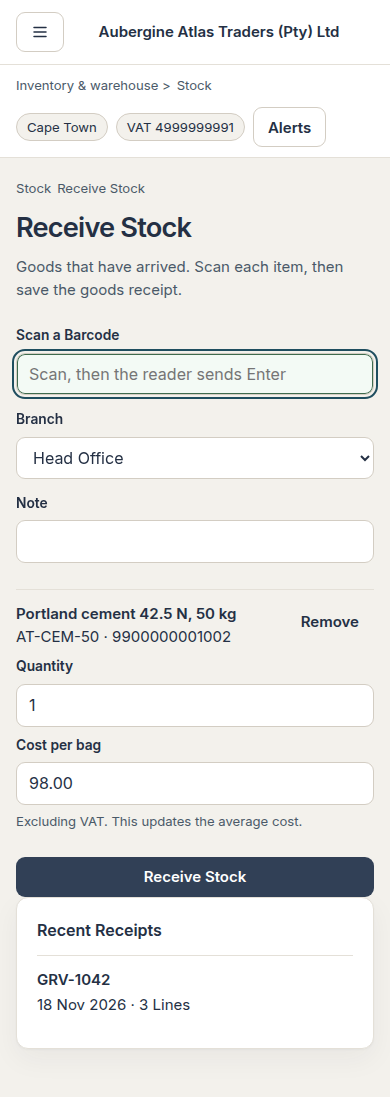 Aubergine Atlas Traders (Pty) Ltd
Inventory & warehouse > Stock
Cape Town
VAT 4999999991
Alerts
Stock Receive Stock
Receive Stock
Goods that have arrived. Scan each item, then
save the goods receipt.
Scan a Barcode
Scan, then the reader sends Enter
Branch
Head Office
Note
Portland cement 42.5 N, 50 kg
AT-CEM-50 · 9900000001002
Remove
Quantity
1
Cost per bag
98.00
Excluding VAT. This updates the average cost.
Receive Stock
Recent Receipts
GRV-1042
18 Nov 2026 · 3 Lines